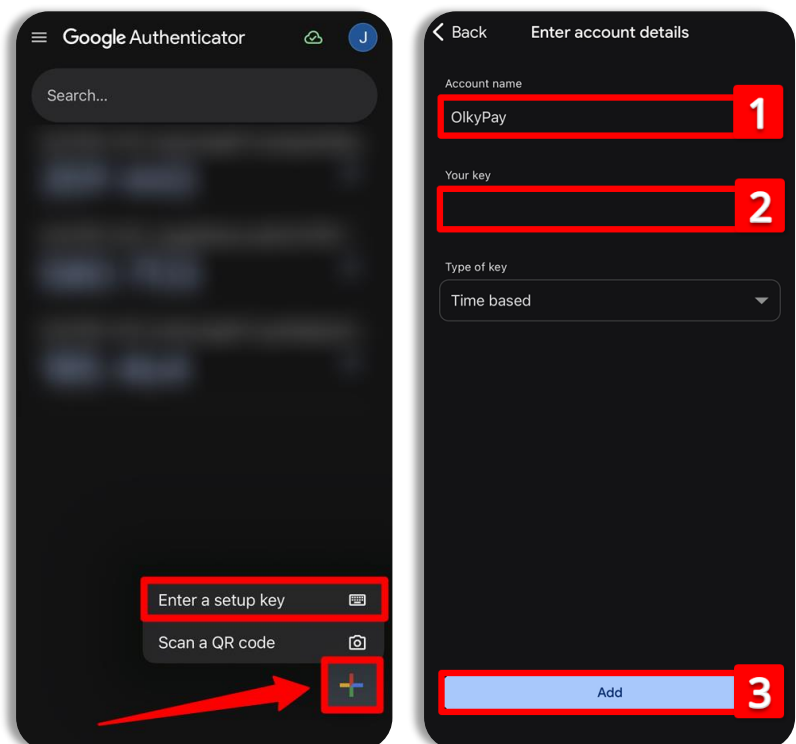 Google Authenticator
J
Search...
Enter a setup key
Scan a QR code
Back
Enter account details
Account name
OlkyPay
1
Your key
2
Type of key
Time based
Add
3